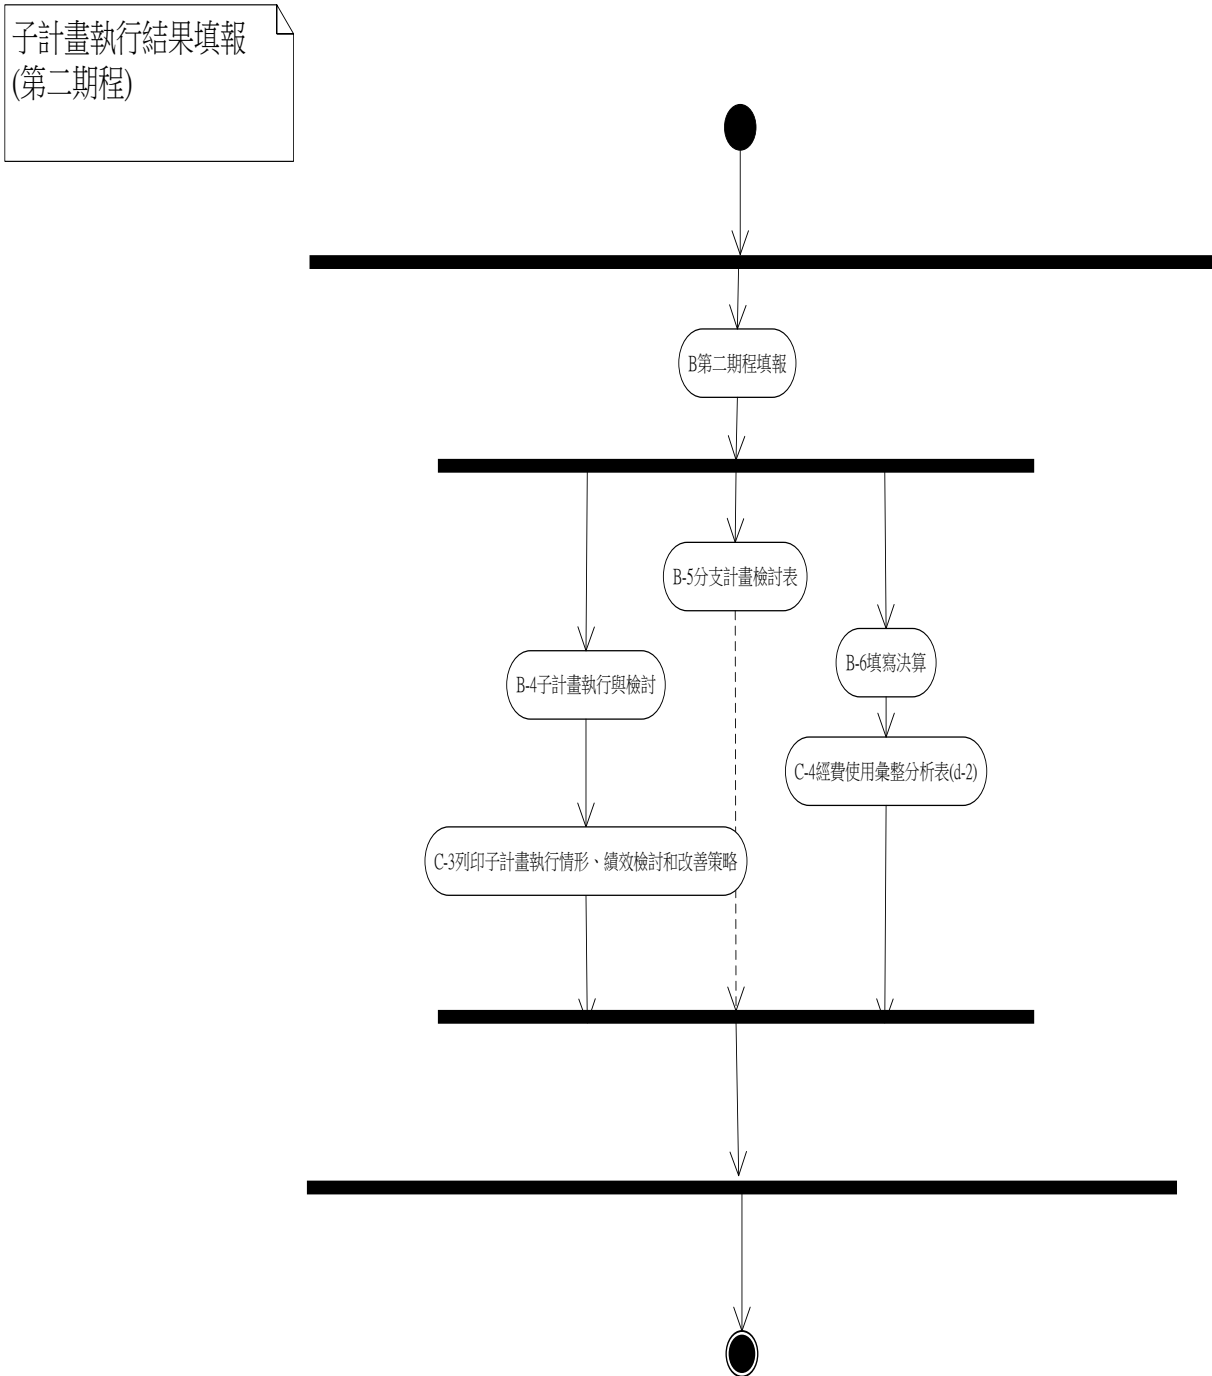 子計畫執行結果填報
(第二期程)
B第二期程填報
B-5分支計畫檢討表
B-6填寫決算
B-4子計畫執行與檢討
C-4經費使用彙整分析表(d-2)
C-3列印子計畫執行情形、績效檢討和改善策略